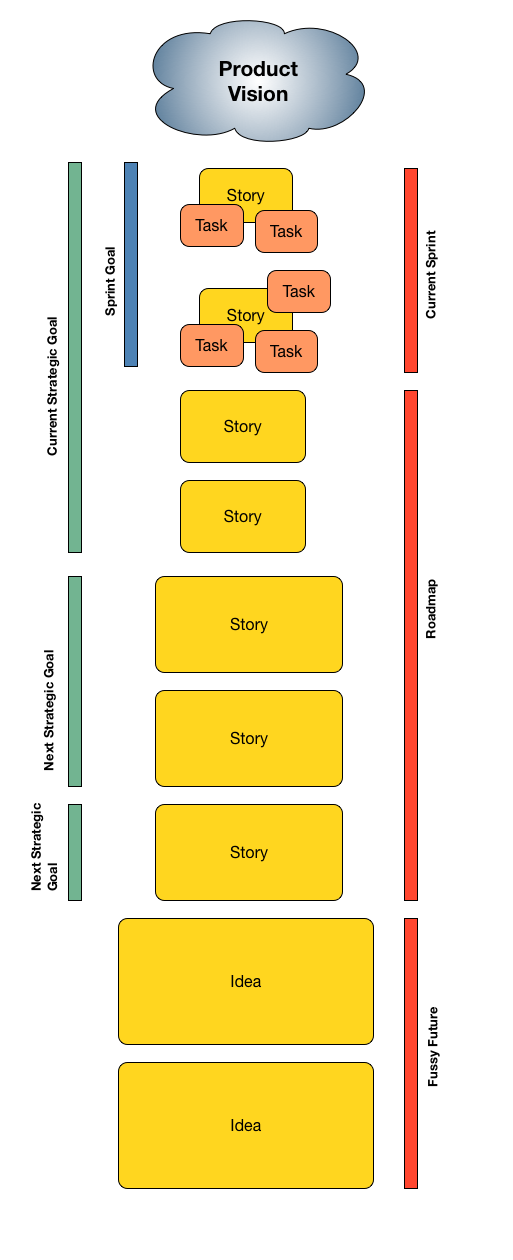 Product
Vision
Story
Task
Task
Sprint Goal
Current Sprint
Task
Story
Task
Task
Current Strategic Goal
Story
Story
Story
Roadmap
Next Strategic Goal
Story
Next Strategic
Goal
Story
Idea
Fussy Future
Idea